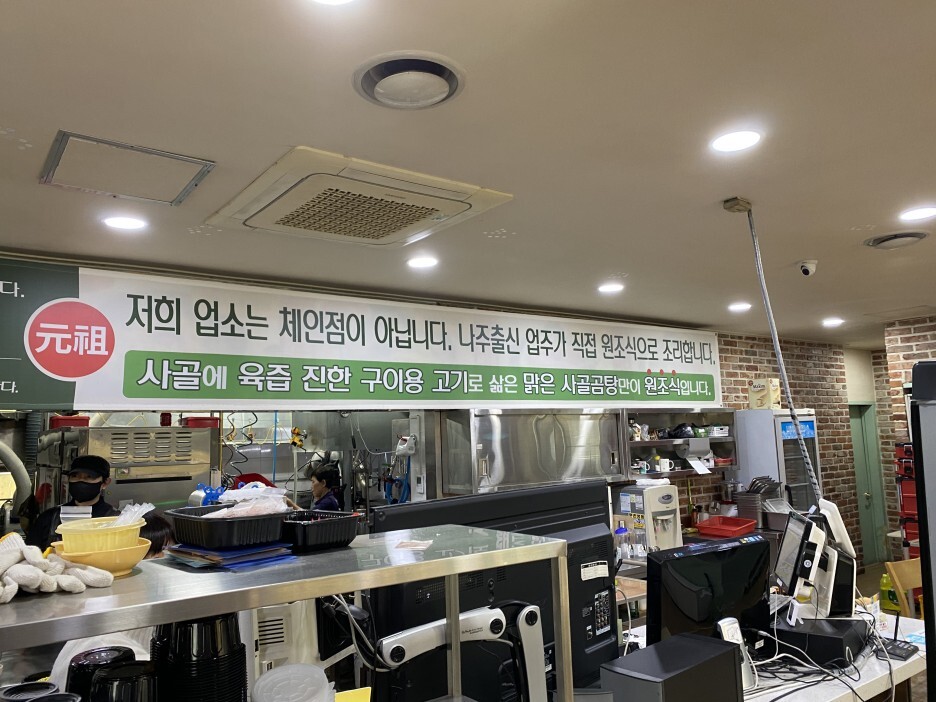 다.
다.
元祖
저희 업소는 체인점이 아닙니다. 나주출신 업주가 직접 원조식으로 조리합니다.
사골에 육즙 진한 구이용 고기로 삶은 맑은 사골곰탕만이 원조식입니다.